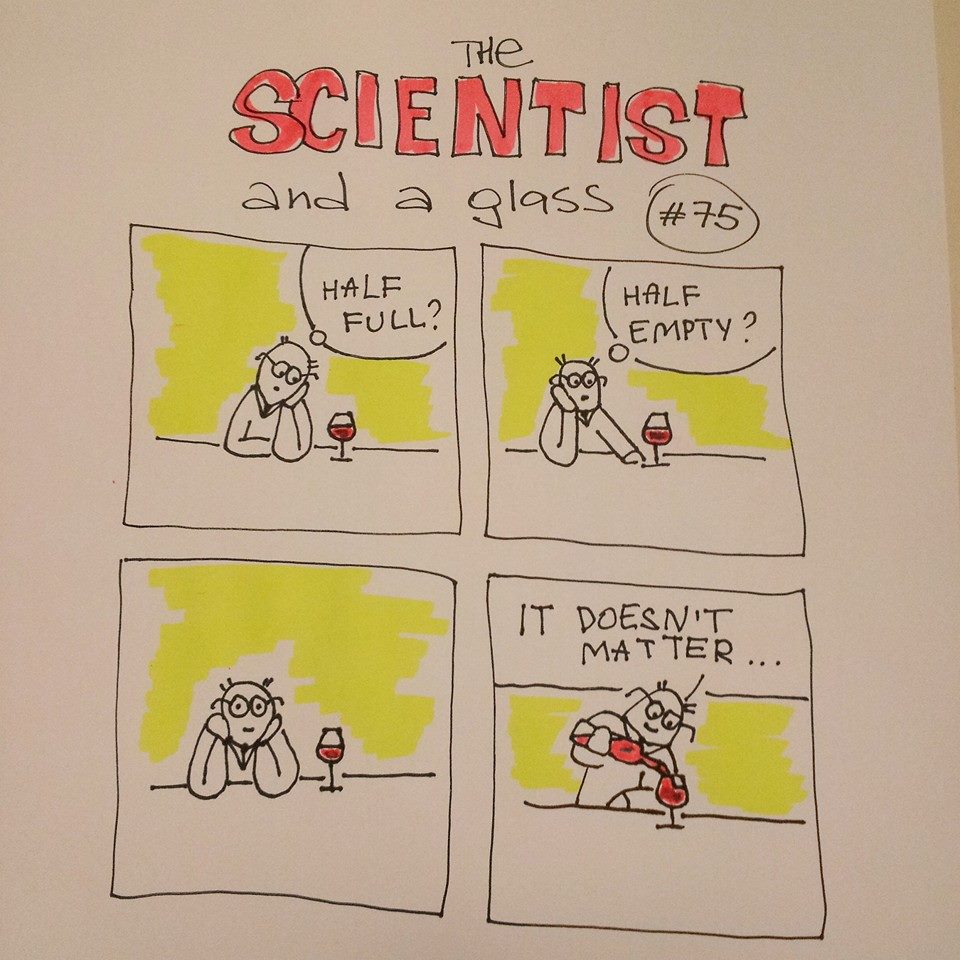 THE
SCIENTIST
and a glass #75
HALF
FULL?
HALF
EMPTY?
IT DOESN'T
MATTER...